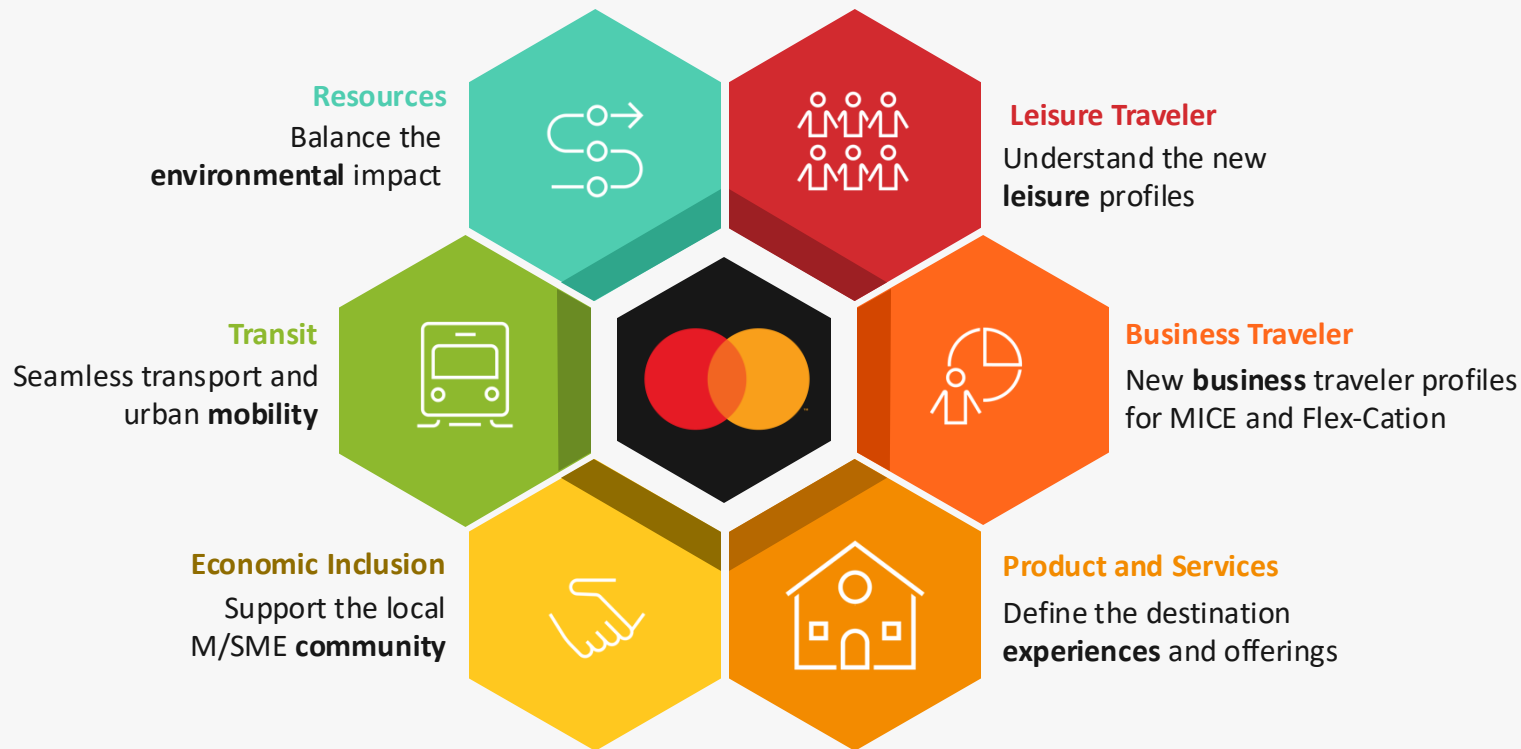 Resources
Balance the
environmental impact
Leisure Traveler
Understand the new
leisure profiles
Transit
Seamless transport and
urban mobility
Business Traveler
New business traveler profiles
for MICE and Flex-Cation
Economic Inclusion
Support the local
M/SME community
Product and Services
Define the destination
experiences and offerings